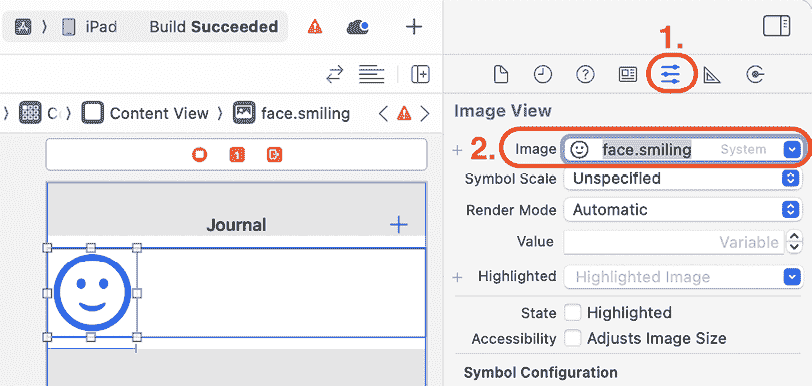 iPad Build Succeeded
1.
Content View face.smiling
Image View
2. Image face.smiling System
Symbol Scale Unspecified
Render Mode Automatic
Value Variable
Journal
Highlighted Highlighted Image
State Highlighted
Accessibility Adjusts Image Size
Symbol Configuration